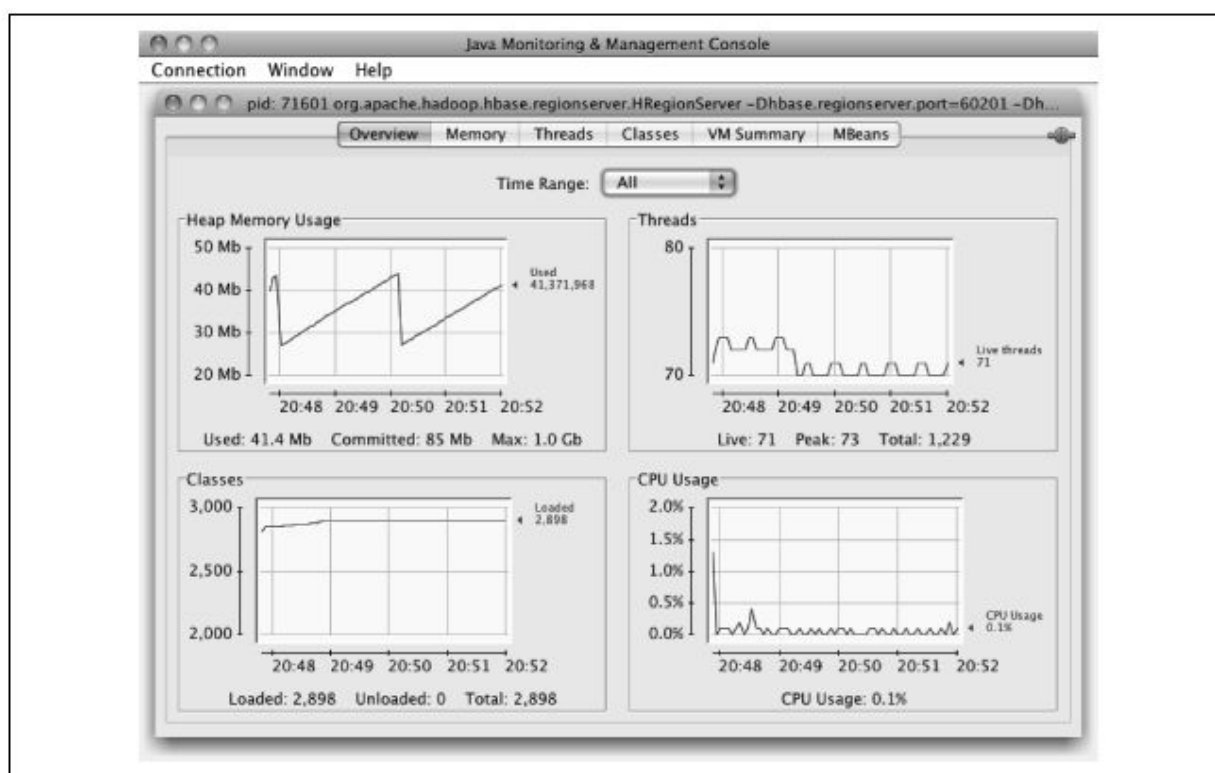 Java Monitoring & Management Console
Connection Window Help
pid: 71601 org.apache.hadoop.hbase.regionserver.HRegionServer -Dhbase.regionserver.port=60201 -Dh...
Overview Memory Threads Classes VM Summary MBeans
Time Range: All
Heap Memory Usage
50 Mb
40 Mb
30 Mb
20 Mb
Used
41,371,968
20:48 20:49 20:50 20:51 20:52
Used: 41.4 Mb Committed: 85 Mb Max: 1.0 Gb
Threads
80
70
Live threads
71
20:48 20:49 20:50 20:51 20:52
Live: 71 Peak: 73 Total: 1,229
Classes
3,000
2,500
2,000
Loaded
2,898
20:48 20:49 20:50 20:51 20:52
Loaded: 2,898 Unloaded: 0 Total: 2,898
CPU Usage
2.0%
1.5%
1.0%
0.5%
0.0%
CPU Usage
0.1%
20:48 20:49 20:50 20:51 20:52
CPU Usage: 0.1%